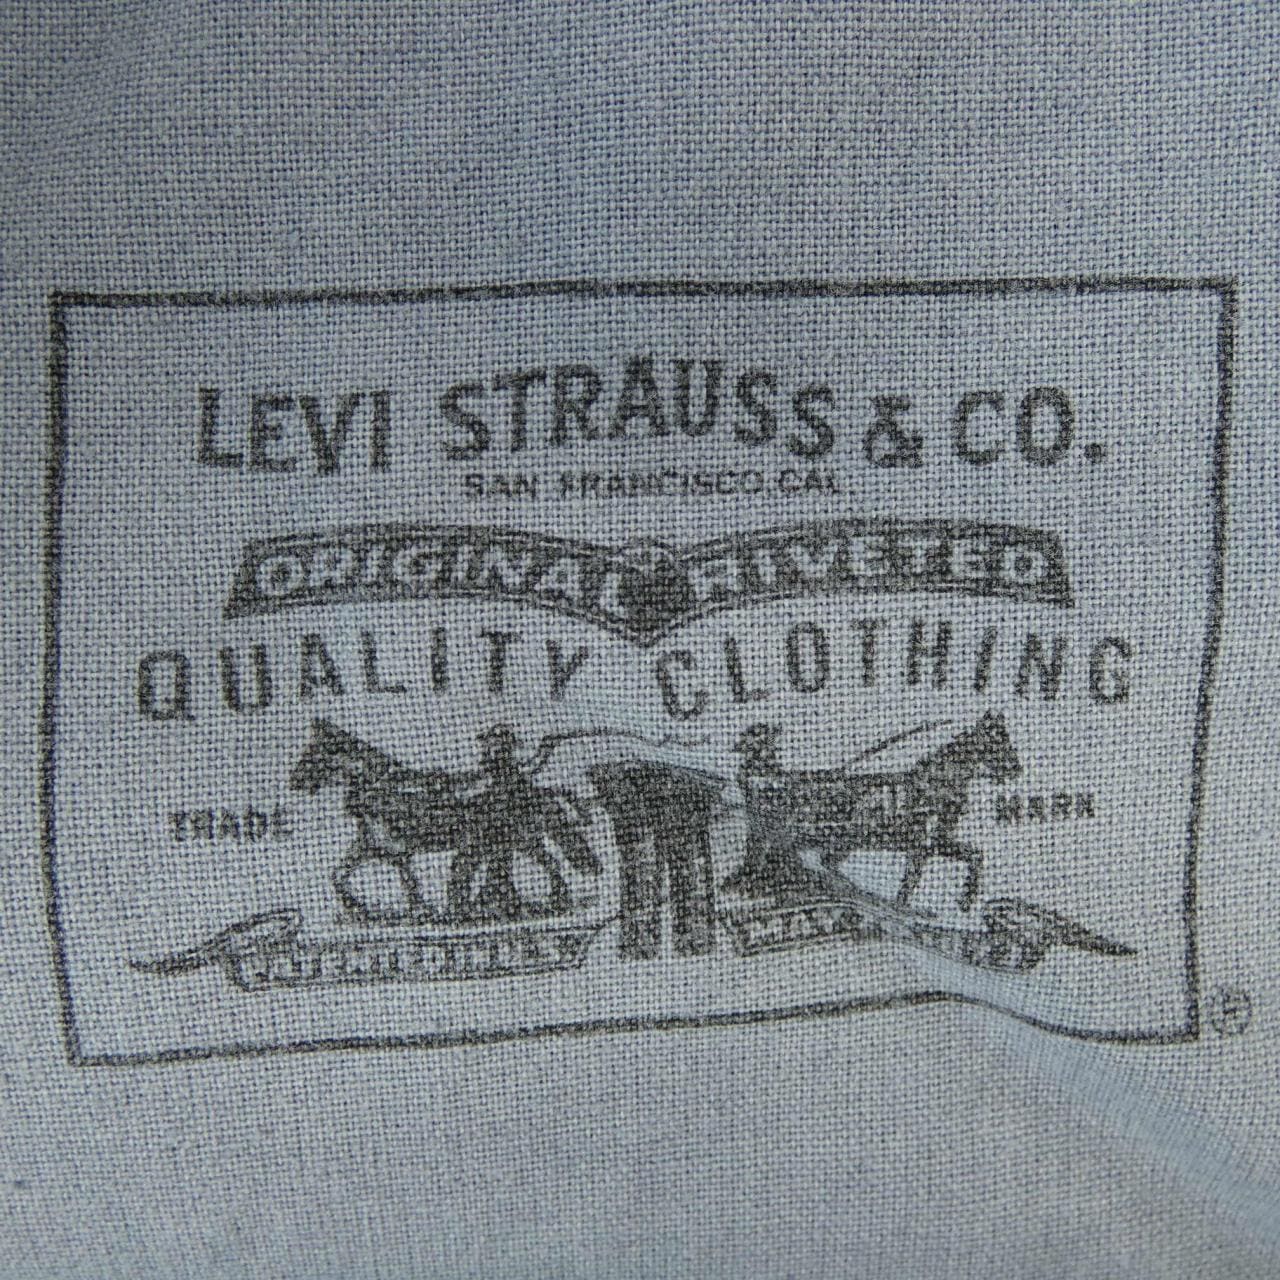 LEVI STRAUSS & CO.
SAN FRANCISCO, CAL.
ORIGINAL RIVETED
QUALITY CLOTHING
TRADE MARK